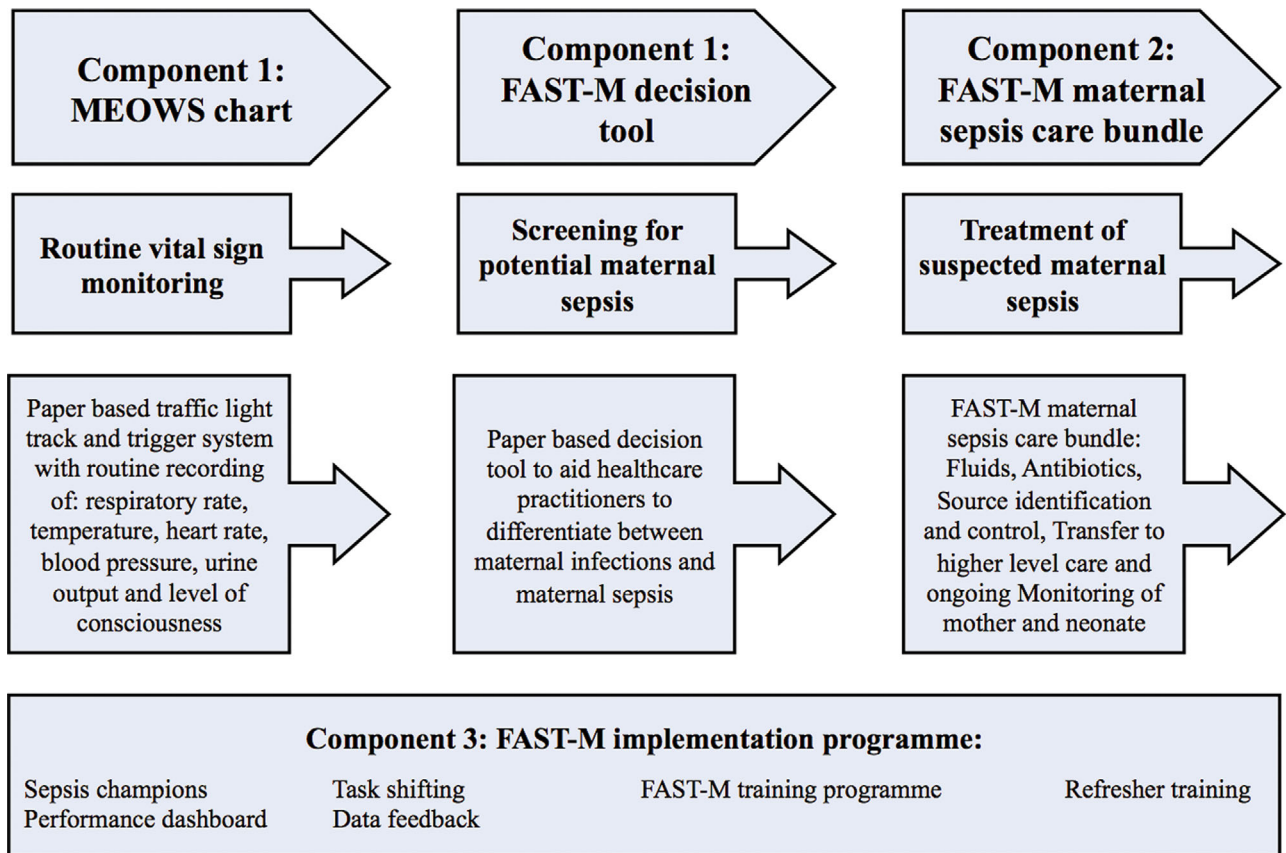 Component 1:
MEOWS chart
Component 1:
FAST-M decision
tool
Component 2:
FAST-M maternal
sepsis care bundle
Routine vital sign
monitoring
Screening for
potential maternal
sepsis
Treatment of
suspected maternal
sepsis
Paper based traffic light
track and trigger system
with routine recording
of: respiratory rate,
temperature, heart rate,
blood pressure, urine
output and level of
consciousness
Paper based decision
tool to aid healthcare
practitioners to
differentiate between
maternal infections and
maternal sepsis
FAST-M maternal
sepsis care bundle:
Fluids, Antibiotics,
Source identification
and control, Transfer to
higher level care and
ongoing Monitoring of
mother and neonate
Component 3: FAST-M implementation programme:
Sepsis champions Task shifting FAST-M training programme Refresher training
Performance dashboard Data feedback